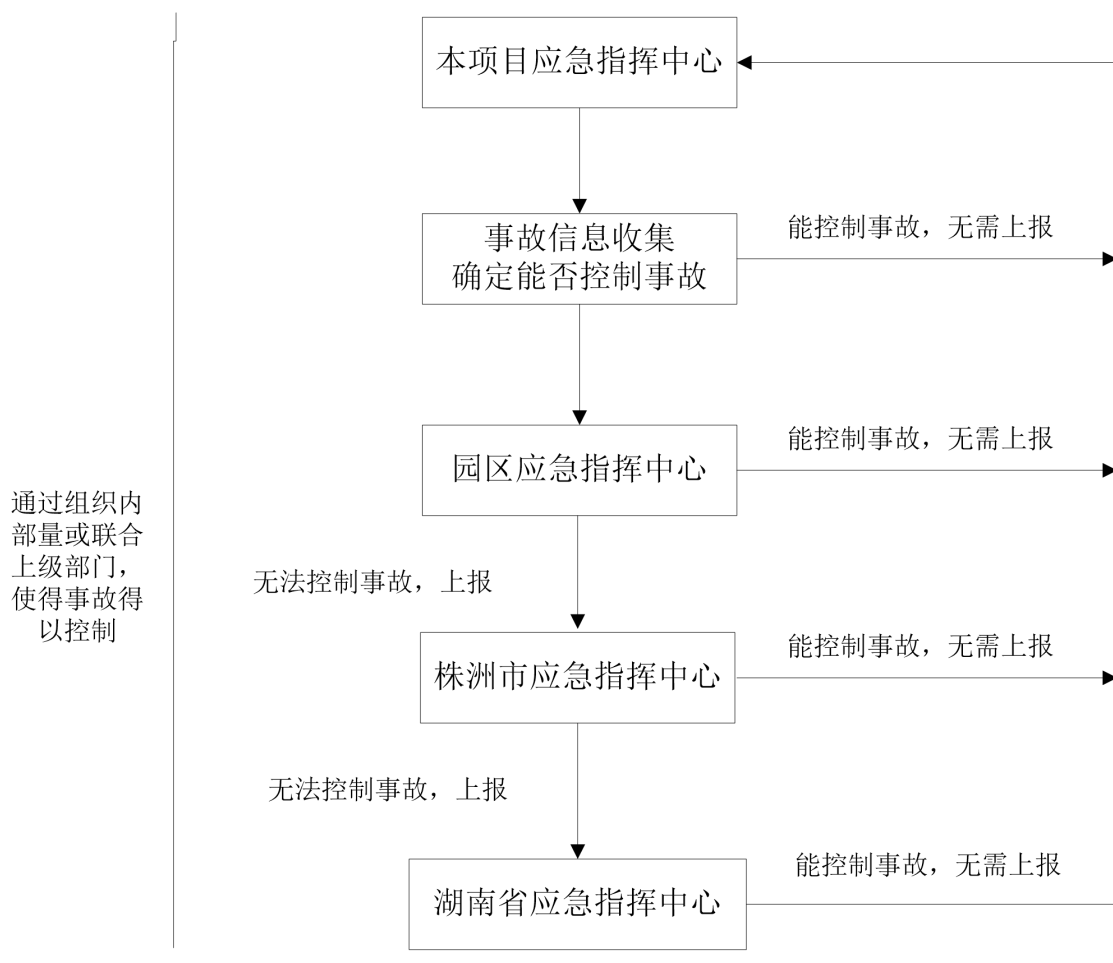 本项目应急指挥中心
事故信息收集
确定能否控制事故
能控制事故，无需上报
园区应急指挥中心
能控制事故，无需上报
通过组织内
部量或联合
上级部门，
使得事故得
以控制
无法控制事故，上报
株洲市应急指挥中心
能控制事故，无需上报
无法控制事故，上报
湖南省应急指挥中心
能控制事故，无需上报